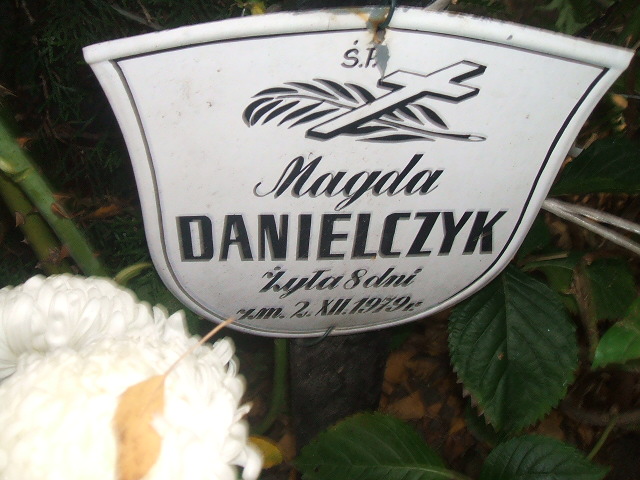 Ś.P.
Magda
DANIELCZYK
Żyła 8 dni
zm. 2. XII. 1979 r.